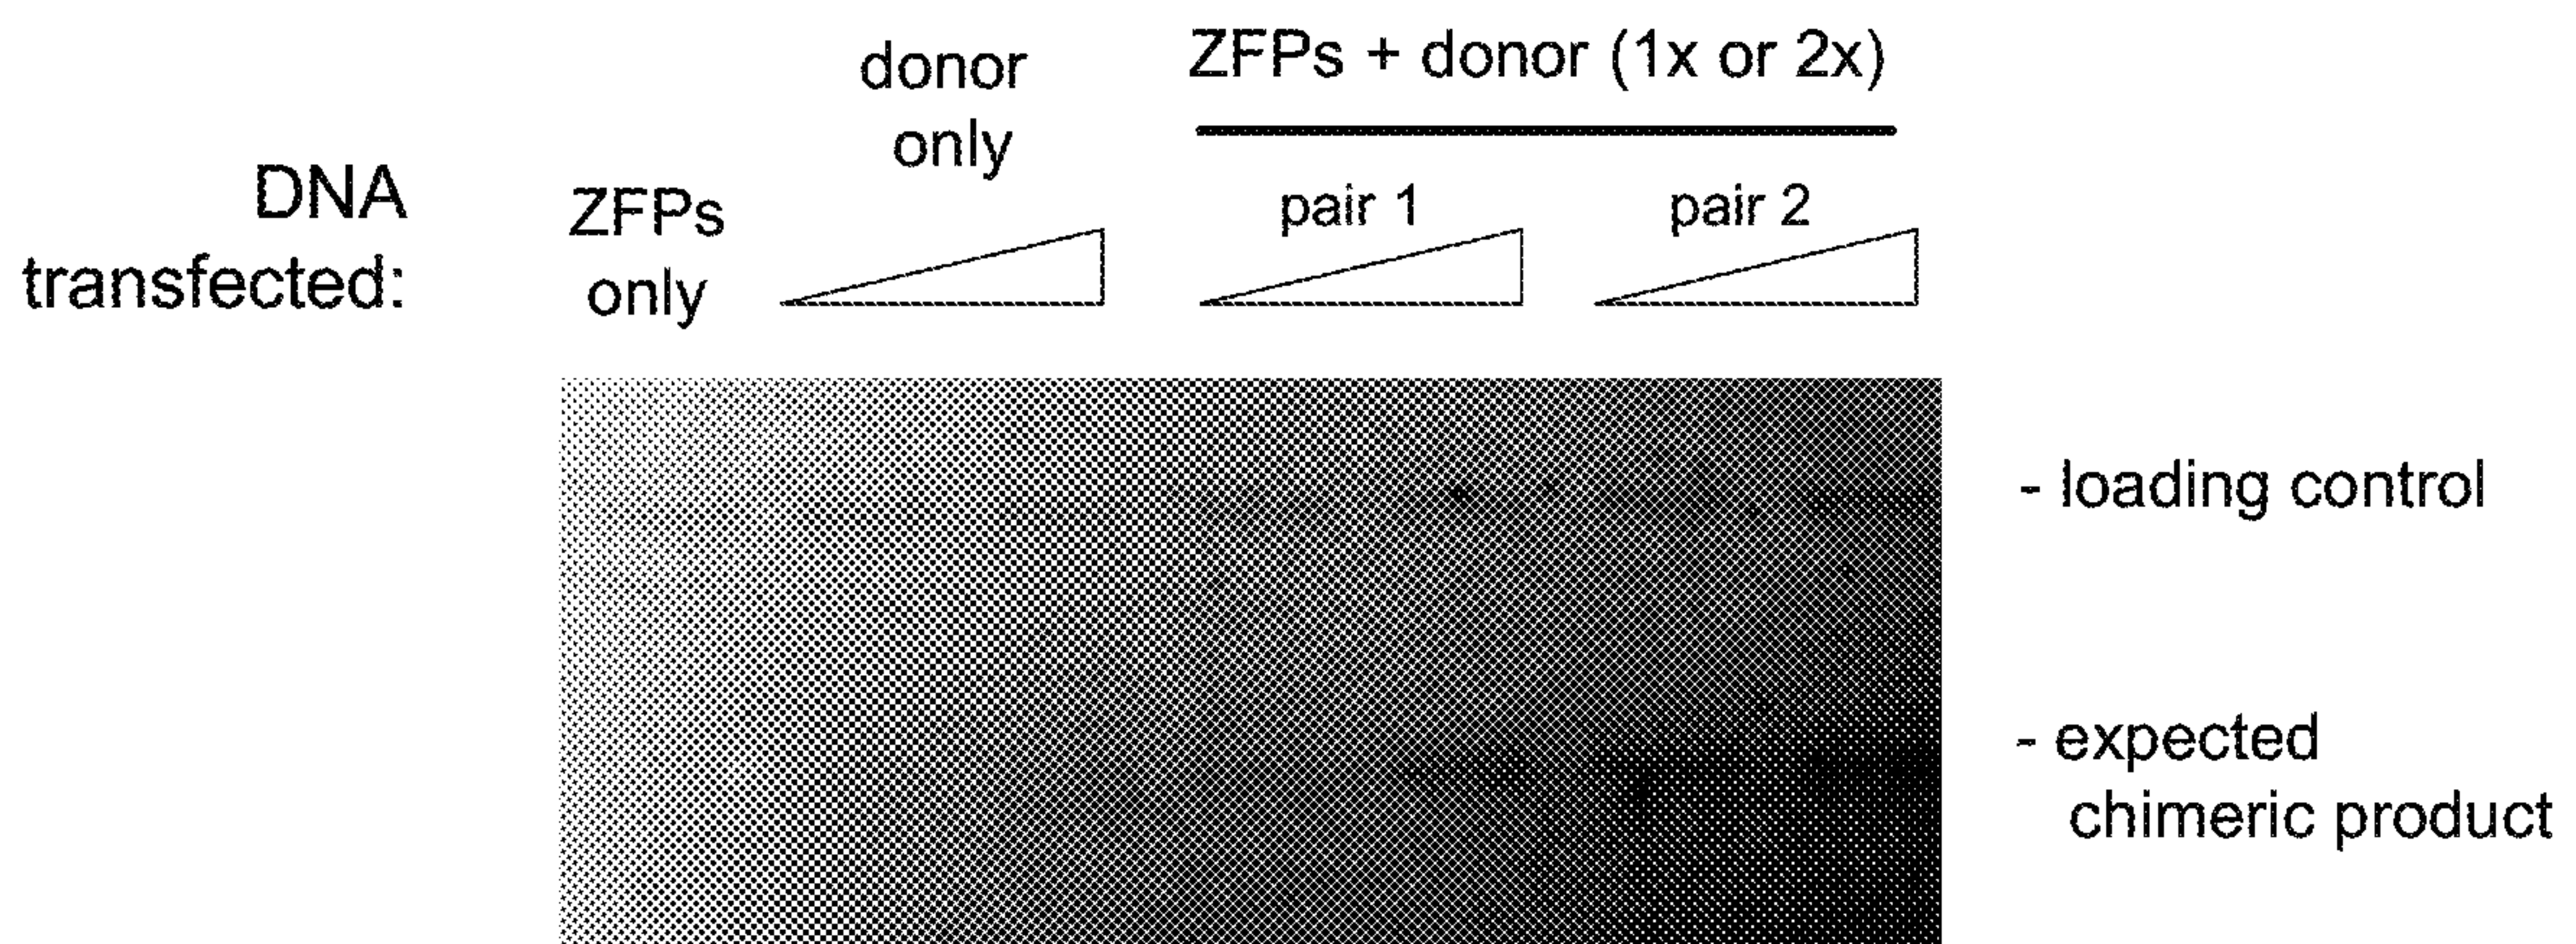 donor
only
ZFPs + donor (1x or 2x)
DNA
transfected:
ZFPs
only
pair 1
pair 2
- loading control
- expected
chimeric product